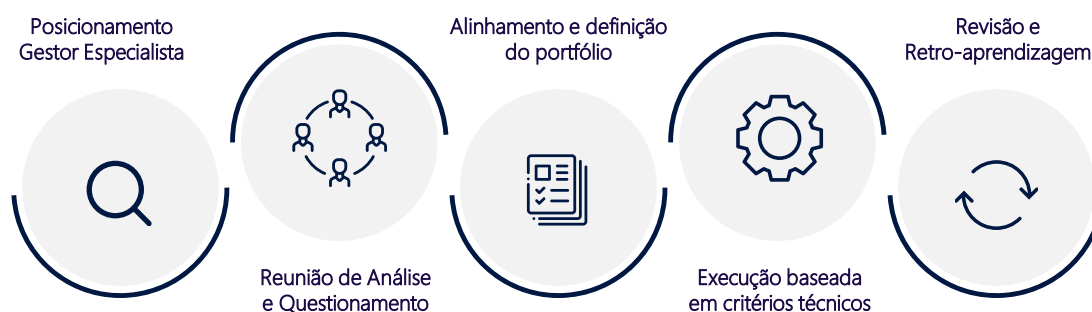 Posicionamento
Gestor Especialista
Reunião de Análise
e Questionamento
Alinhamento e definição
do portfólio
Execução baseada
em critérios técnicos
Revisão e
Retro-aprendizagem